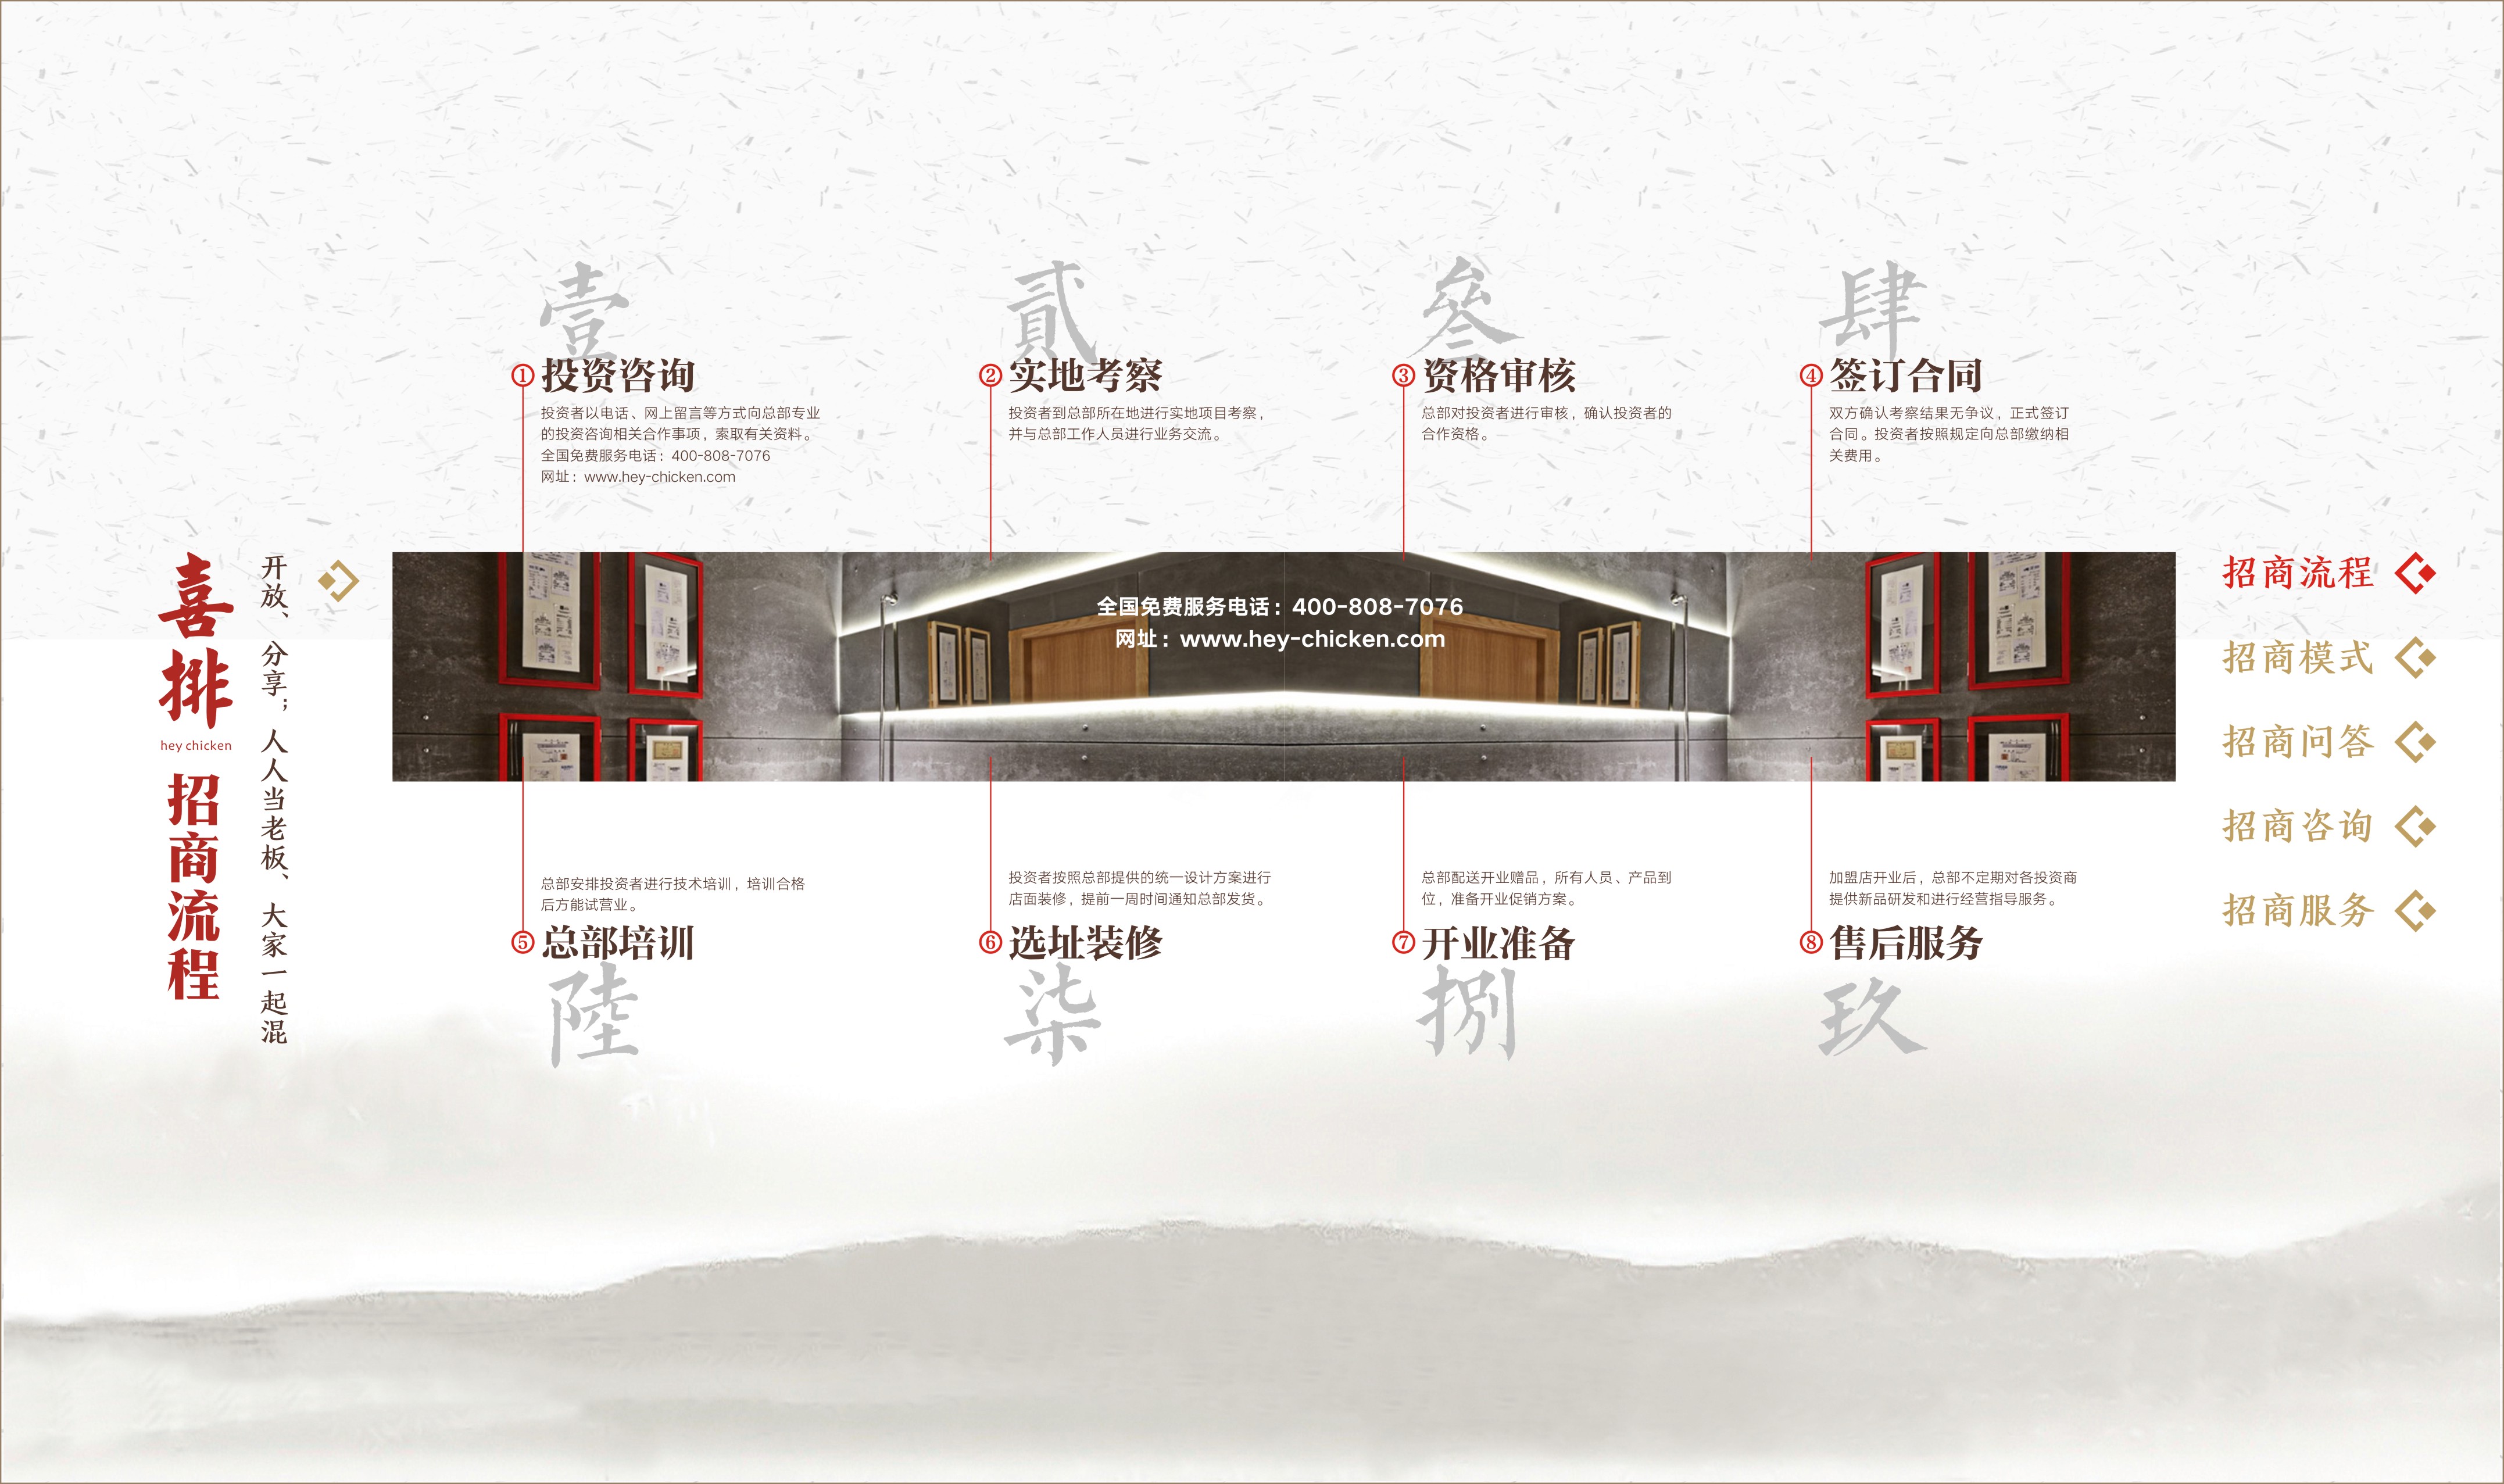 喜排
hey chicken
招商流程
开放、分享；人人当老板、大家一起混
壹
①投资咨询
投资者以电话、网上留言等方式向总部专业
的投资咨询相关合作事项，索取有关资料。
全国免费服务电话：400-808-7076
网址：www.hey-chicken.com
貳
②实地考察
投资者到总部所在地进行实地项目考察，
并与总部工作人员进行业务交流。
叄
③资格审核
总部对投资者进行审核，确认投资者的
合作资格。
肆
④签订合同
双方确认考察结果无争议，正式签订
合同。投资者按照规定向总部缴纳相
关费用。
全国免费服务电话：400-808-7076
网址：www.hey-chicken.com
总部安排投资者进行技术培训，培训合格
后方能试营业。
⑤总部培训
陸
投资者按照总部提供的统一设计方案进行
店面装修，提前一周时间通知总部发货。
⑥选址装修
柒
总部配送开业赠品，所有人员、产品到
位，准备开业促销方案。
⑦开业准备
捌
加盟店开业后，总部不定期对各投资商
提供新品研发和进行经营指导服务。
⑧售后服务
玖
招商流程
招商模式
招商问答
招商咨询
招商服务